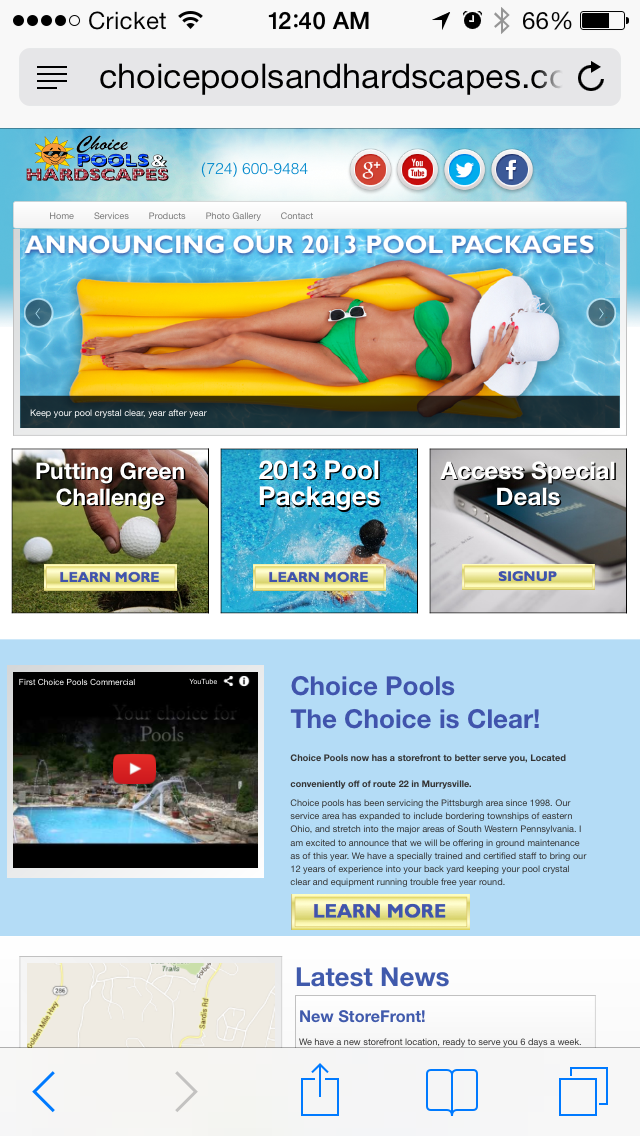 Cricket 12:40 AM 66%
choicepoolsandhardscapes.cc
Choice
POOLS &
HARDSCAPES
(724) 600-9484
g+ You Tube f
Home Services Products Photo Gallery Contact
ANNOUNCING OUR 2013 POOL PACKAGES
Keep your pool crystal clear, year after year
Putting Green
Challenge
LEARN MORE
2013 Pool
Packages
LEARN MORE
Access Special
Deals
facebook
SIGNUP
First Choice Pools Commercial YouTube
Your choice for
Pools
Choice Pools
The Choice is Clear!
Choice Pools now has a storefront to better serve you, Located
conveniently off of route 22 in Murrysville.
Choice pools has been servicing the Pittsburgh area since 1998. Our
service area has expanded to include bordering townships of eastern
Ohio, and stretch into the major areas of South Western Pennsylvania. I
am excited to announce that we will be offering in ground maintenance
as of this year. We have a specially trained and certified staff to bring our
12 years of experience into your back yard keeping your pool crystal
clear and equipment running trouble free year round.
LEARN MORE
Trails
Forbes
286
Golden Mile Hwy
Sardis Rd
Latest News
New StoreFront!
We have a new storefront location, ready to serve you 6 days a week.